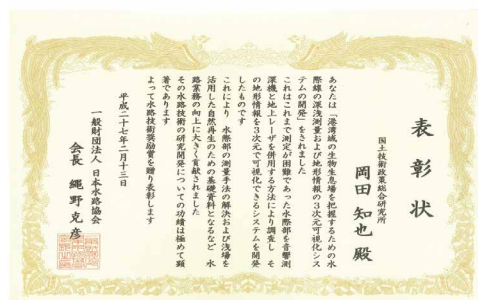 表彰状
国土技術政策総合研究所
岡田 知也 殿
あなたは「港湾域の生物生息場を把握するための水
際線の深浅測量および地形情報の3次元可視化シス
テムの開発」をされました
これはこれまで測定が困難であった水際部を音響測
深機と地上レーザを併用する方法により調査し そ
の地形情報を3次元で可視化できるシステムを開発
したものです
これにより 水際部の測量手法の解決および浅場を
活用した自然再生のための基礎資料となるなど 水
路業務の向上に大きく貢献されました
その水路技術の研究開発についての功績は極めて顕
著であります
よって水路技術奨励賞を贈り表彰します
平成二十七年二月十三日
一般財団法人 日本水路協会
会長 縄野克彦